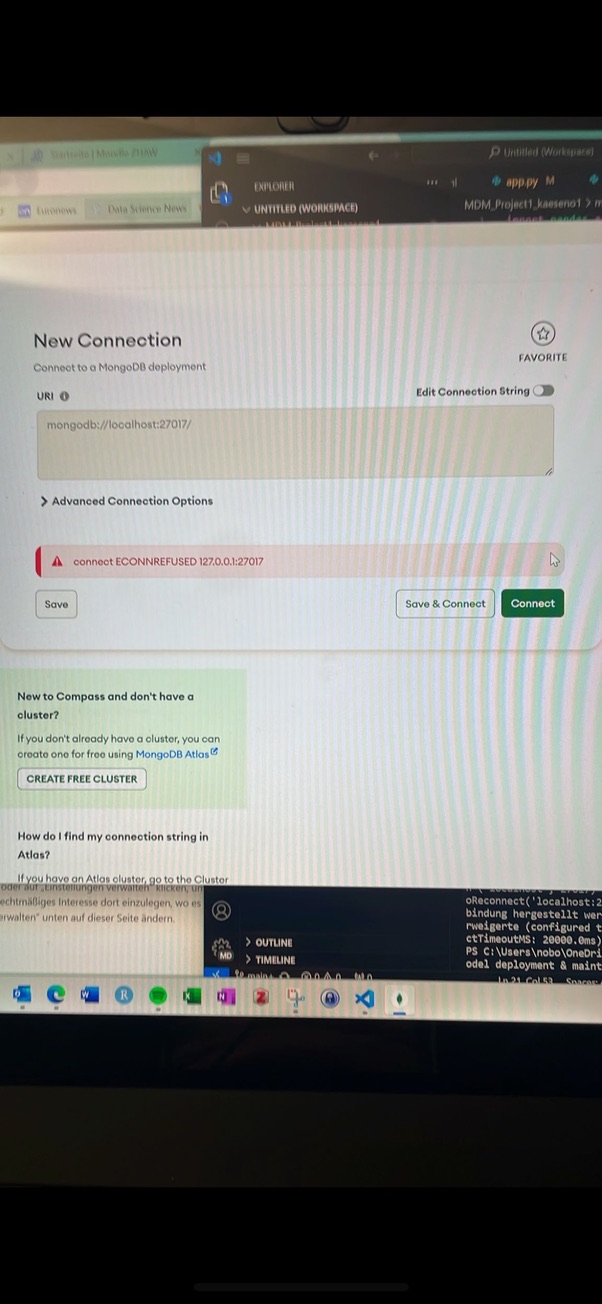 Startseite | Moodle ZHAW
Untitled (Workspace)
EXPLORER
app.py M
Euronews
Data Science News
UNTITLED (WORKSPACE)
MDM_Project1_kaeseno1 > m
New Connection
FAVORITE
Connect to a MongoDB deployment
URI
Edit Connection String
mongodb://localhost:27017/
Advanced Connection Options
connect ECONNREFUSED 127.0.0.1:27017
Save
Save & Connect
Connect
New to Compass and don't have a
cluster?
If you don't already have a cluster, you can
create one for free using MongoDB Atlas
CREATE FREE CLUSTER
How do I find my connection string in
Atlas?
If you have an Atlas cluster, go to the Cluster
oder auf „Einstellungen verwalten" klicken, um
echtmäßiges Interesse dort einzulegen, wo es
erwalten" unten auf dieser Seite ändern.
OUTLINE
MD
TIMELINE
main*
oReconnect('localhost:2
bindung hergestellt wer
rweigerte (configured t
ctTimeoutMS: 20000.0ms)
PS C:\Users\nobo\OneDri
odel deployment & maint
Ln 21, Col 53 Spaces: